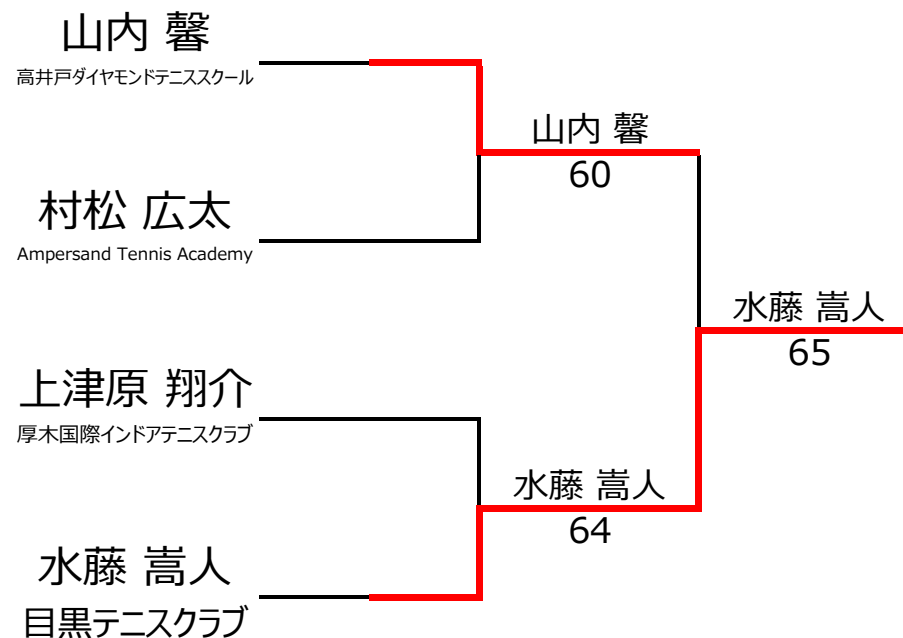 山内 馨
高井戸ダイヤモンドテニススクール
村松 広太
Ampersand Tennis Academy
上津原 翔介
厚木国際インドアテニスクラブ
水藤 嵩人
目黒テニスクラブ
山内 馨
60
水藤 嵩人
64
水藤 嵩人
65